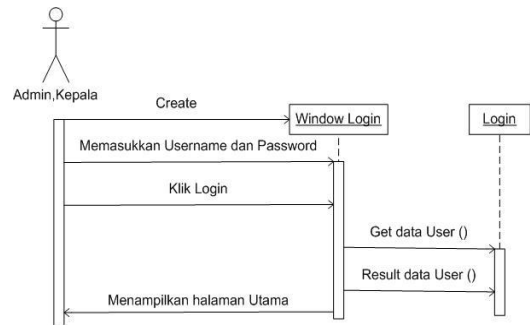 Admin,Kepala
Create
Window Login
Login
Memasukkan Username dan Password
Klik Login
Get data User ()
Result data User ()
Menampilkan halaman Utama